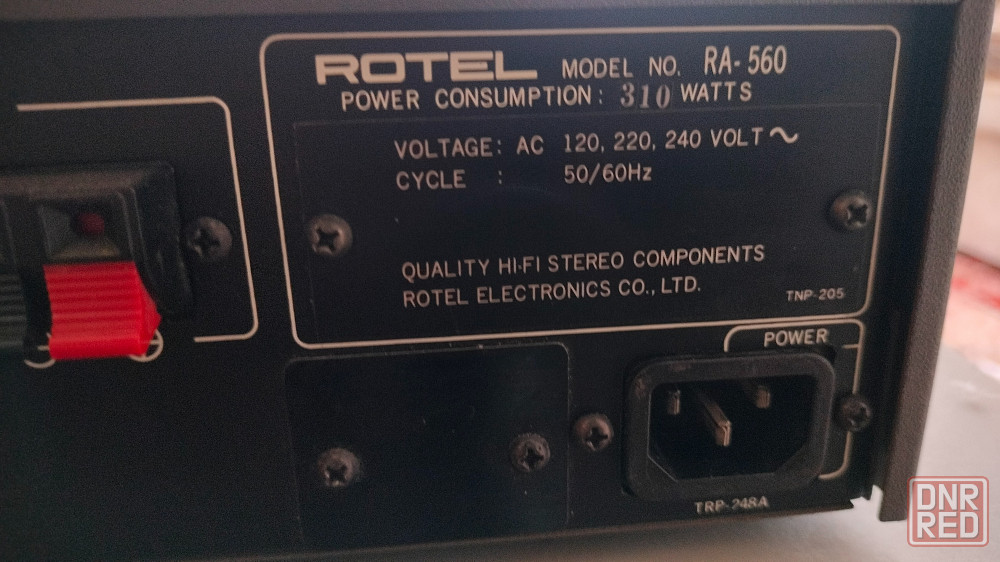 ROTEL MODEL NO. RA-560
POWER CONSUMPTION: 310 WATTS
VOLTAGE: AC 120, 220, 240 VOLT ~
CYCLE : 50/60Hz
QUALITY HI-FI STEREO COMPONENTS
ROTEL ELECTRONICS CO., LTD.
TNP-205
POWER
TRP-248A
DNR
RED